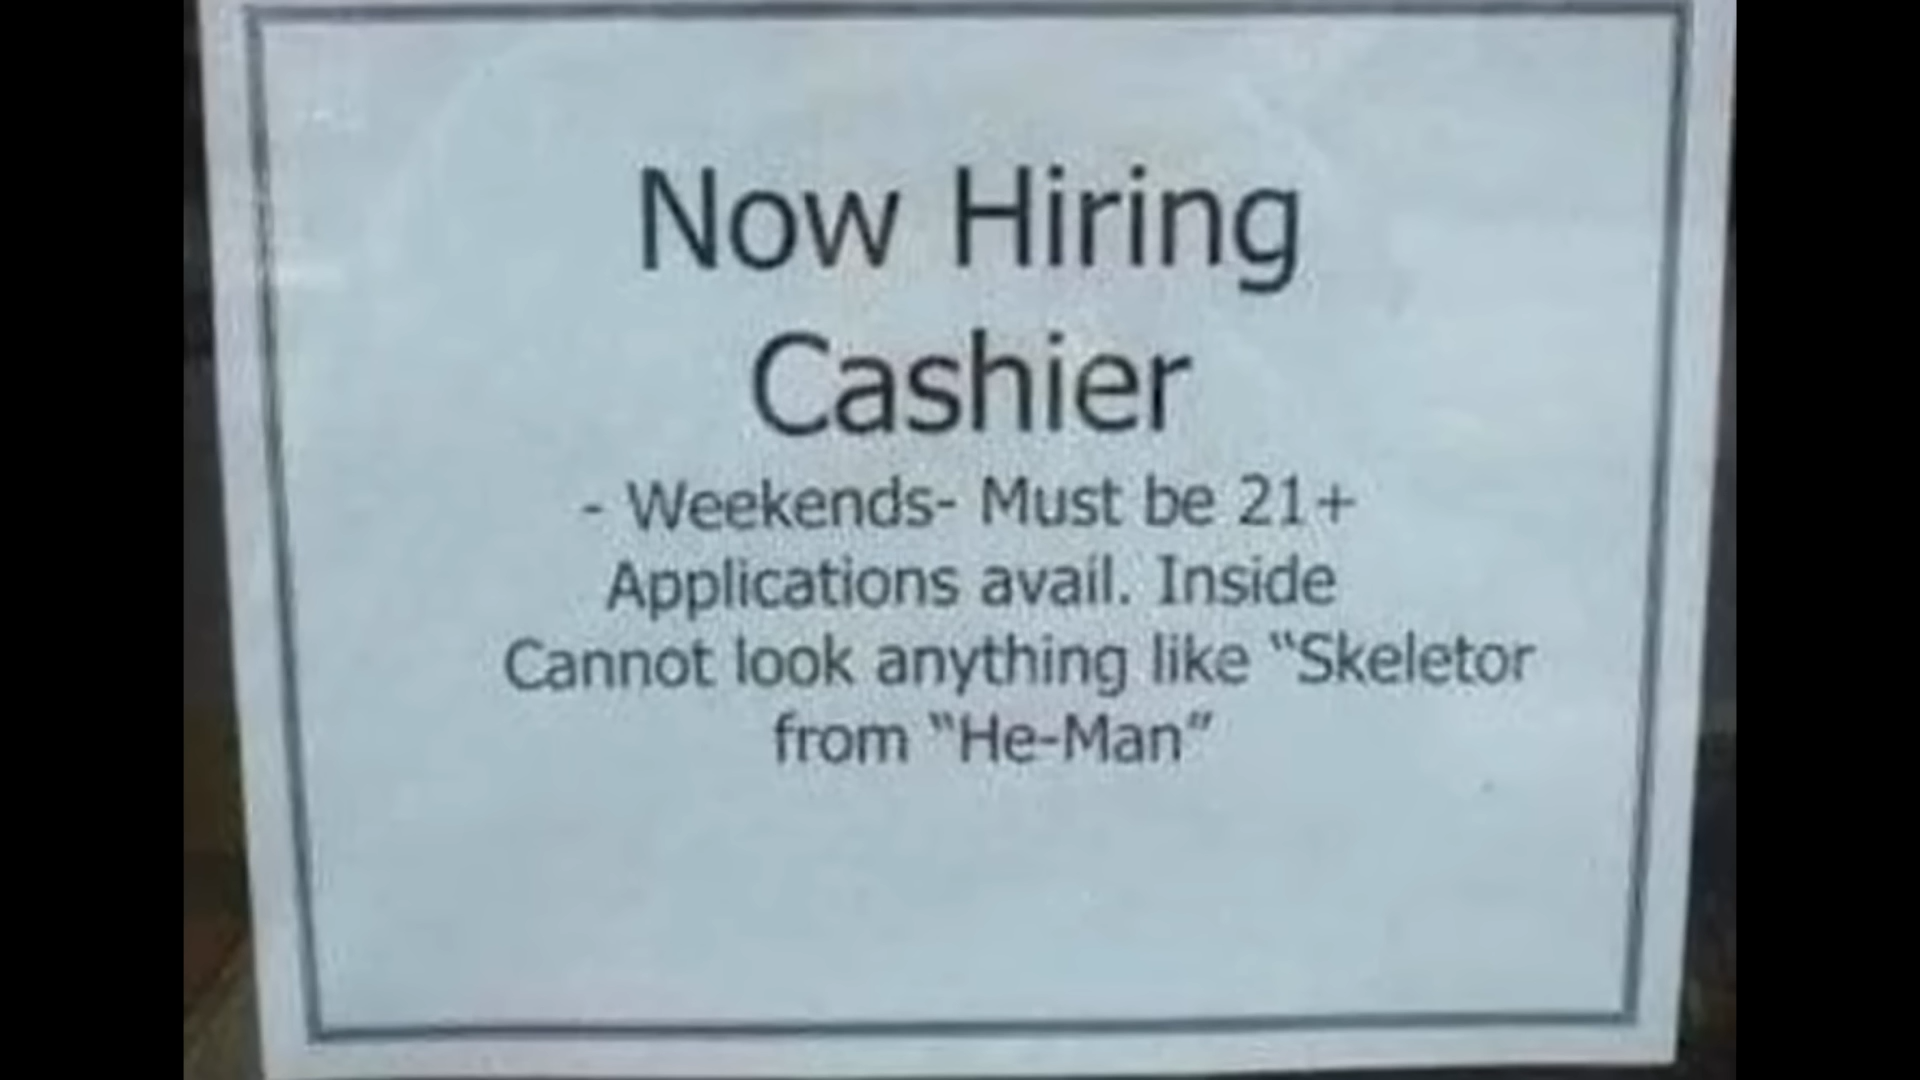 Now Hiring
Cashier
- Weekends- Must be 21+
Applications avail. Inside
Cannot look anything like “Skeletor
from “He-Man”